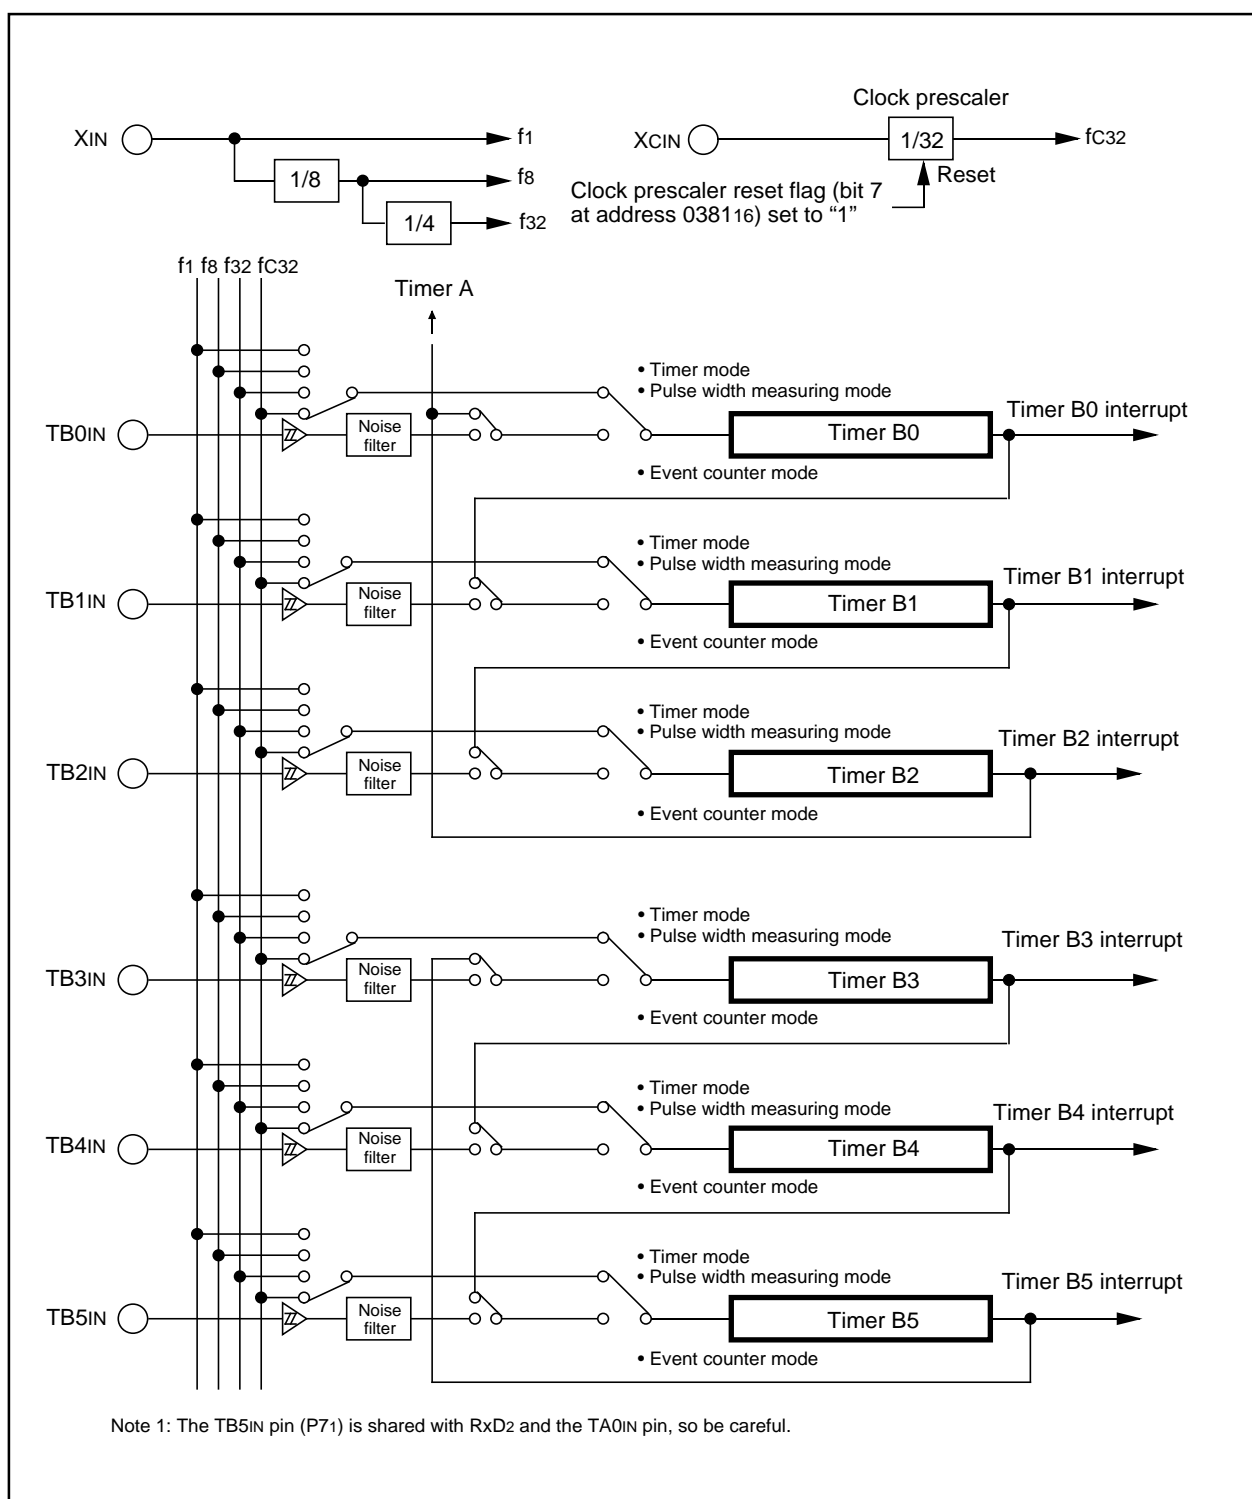 Clock prescaler
XIN
f1
XCIN
1/32
fC32
1/8
f8
Reset
1/4
f32
Clock prescaler reset flag (bit 7
at address 038116) set to “1”
f1 f8 f32 fC32
Timer A
• Timer mode
• Pulse width measuring mode
TB0IN
Noise
filter
Timer B0
Timer B0 interrupt
• Event counter mode
• Timer mode
• Pulse width measuring mode
TB1IN
Noise
filter
Timer B1
Timer B1 interrupt
• Event counter mode
• Timer mode
• Pulse width measuring mode
TB2IN
Noise
filter
Timer B2
Timer B2 interrupt
• Event counter mode
• Timer mode
• Pulse width measuring mode
TB3IN
Noise
filter
Timer B3
Timer B3 interrupt
• Event counter mode
• Timer mode
• Pulse width measuring mode
TB4IN
Noise
filter
Timer B4
Timer B4 interrupt
• Event counter mode
• Timer mode
• Pulse width measuring mode
TB5IN
Noise
filter
Timer B5
Timer B5 interrupt
• Event counter mode
Note 1: The TB5IN pin (P71) is shared with RxD2 and the TA0IN pin, so be careful.